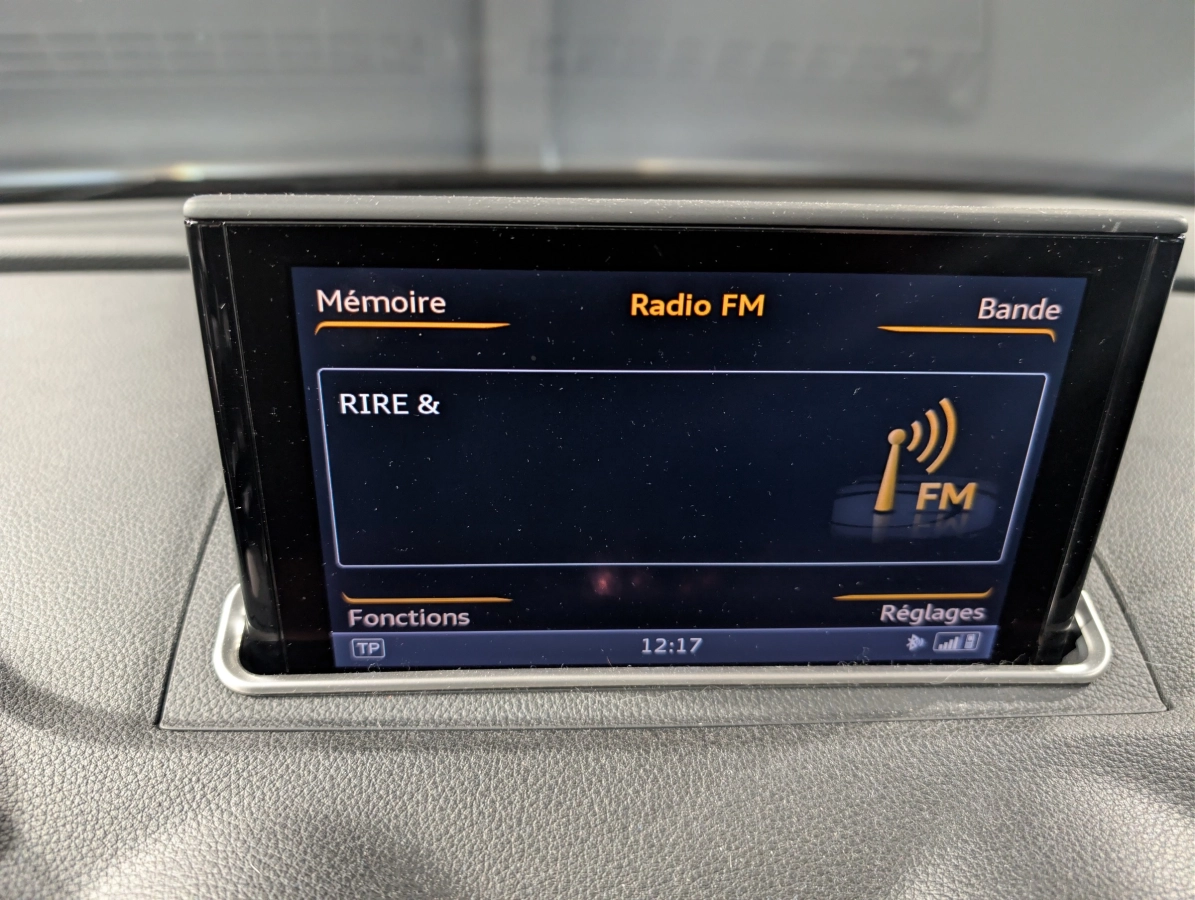 Mémoire Radio FM Bande
RIRE &
FM
Fonctions Réglages
TP 12:17